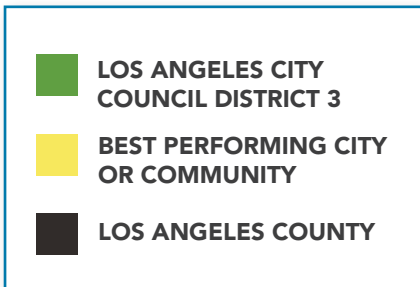 LOS ANGELES CITY
COUNCIL DISTRICT 3
BEST PERFORMING CITY
OR COMMUNITY
LOS ANGELES COUNTY